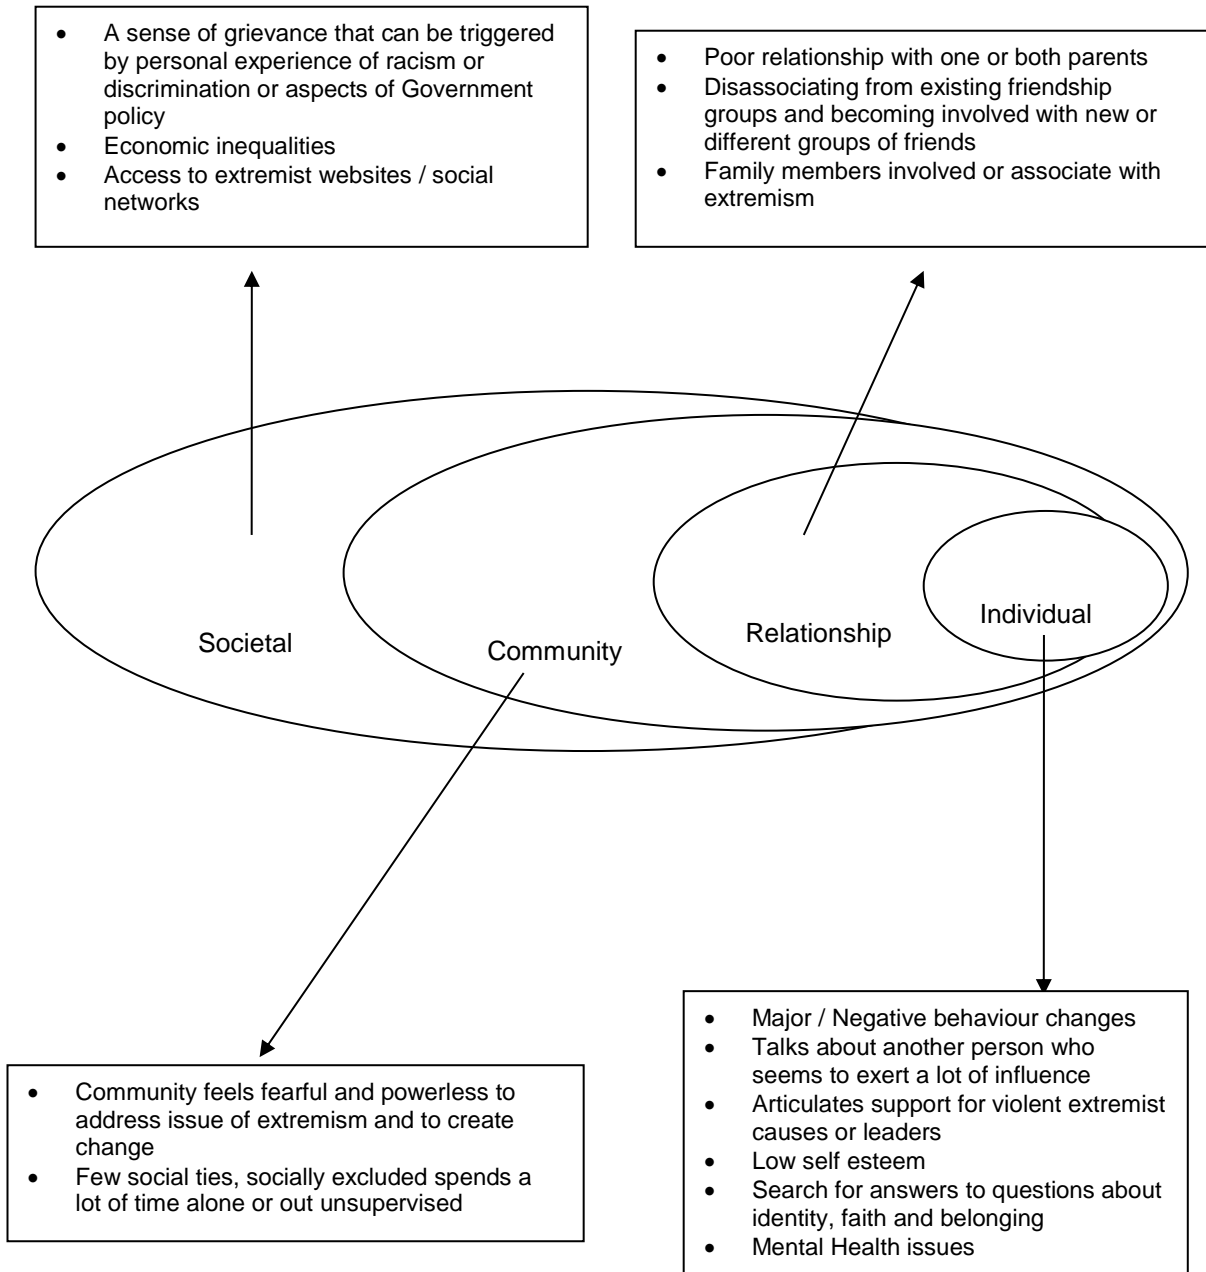 • A sense of grievance that can be triggered
by personal experience of racism or
discrimination or aspects of Government
policy
• Economic inequalities
• Access to extremist websites / social
networks
• Poor relationship with one or both parents
• Disassociating from existing friendship
groups and becoming involved with new or
different groups of friends
• Family members involved or associate with
extremism
Societal
Community
Relationship
Individual
• Community feels fearful and powerless to
address issue of extremism and to create
change
• Few social ties, socially excluded spends a
lot of time alone or out unsupervised
• Major / Negative behaviour changes
• Talks about another person who
seems to exert a lot of influence
• Articulates support for violent extremist
causes or leaders
• Low self esteem
• Search for answers to questions about
identity, faith and belonging
• Mental Health issues